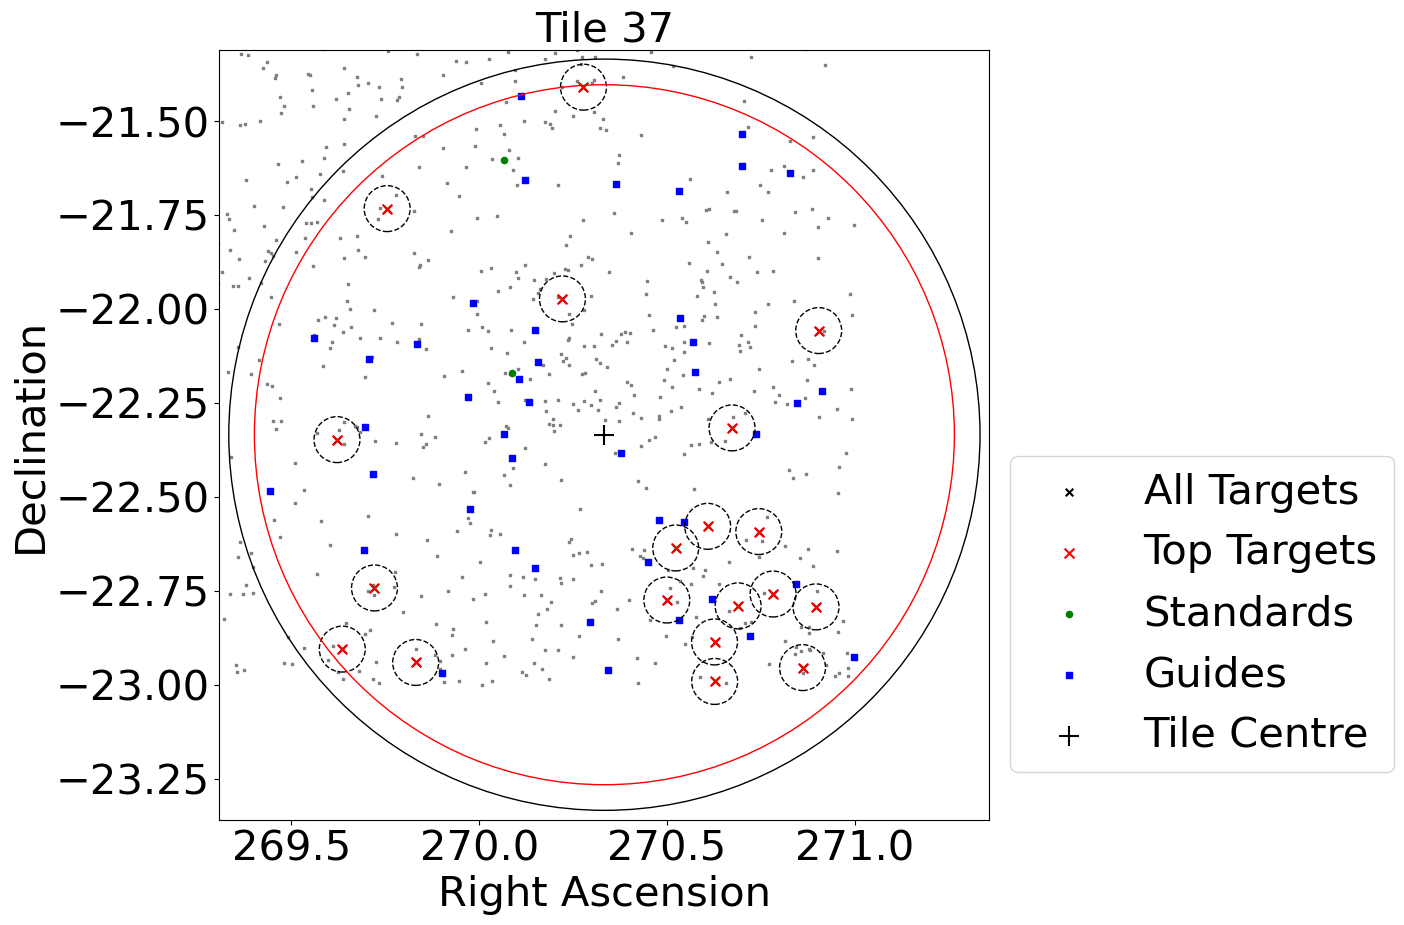 Tile 37
−21.50
−21.75
−22.00
−22.25
−22.50
−22.75
−23.00
−23.25
Declination
269.5 270.0 270.5 271.0
Right Ascension
All Targets
Top Targets
Standards
Guides
Tile Centre